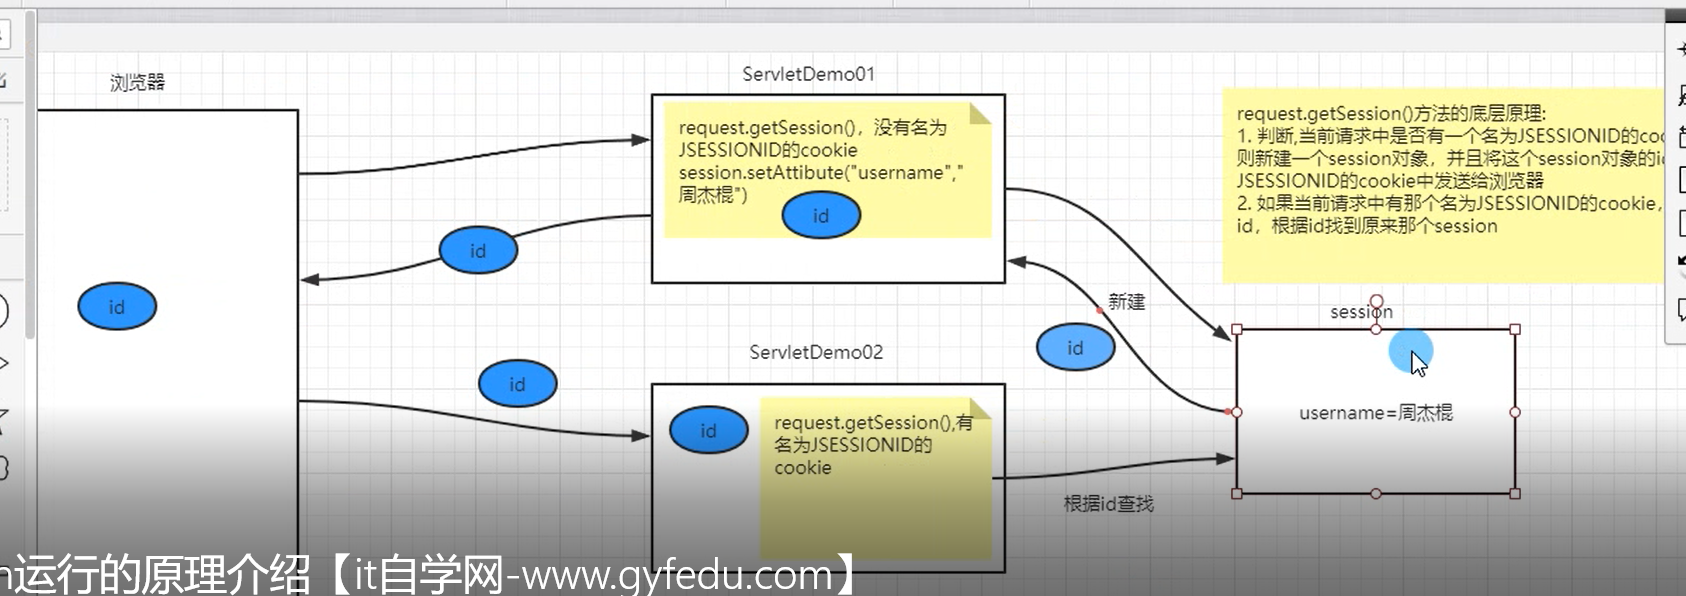 浏览器
ServletDemo01
request.getSession()，没有名为
JSESSIONID的cookie
session.setAttibute("username","
周杰棍")
id
id
id
request.getSession()方法的底层原理:
1. 判断,当前请求中是否有一个名为JSESSIONID的coo
则新建一个session对象，并且将这个session对象的id
JSESSIONID的cookie中发送给浏览器
2. 如果当前请求中有那个名为JSESSIONID的cookie,
id，根据id找到原来那个session
新建
session
id
ServletDemo02
id
id
request.getSession(),有
名为JSESSIONID的
cookie
username=周杰棍
根据id查找
n运行的原理介绍【it自学网-www.gyfedu.com】